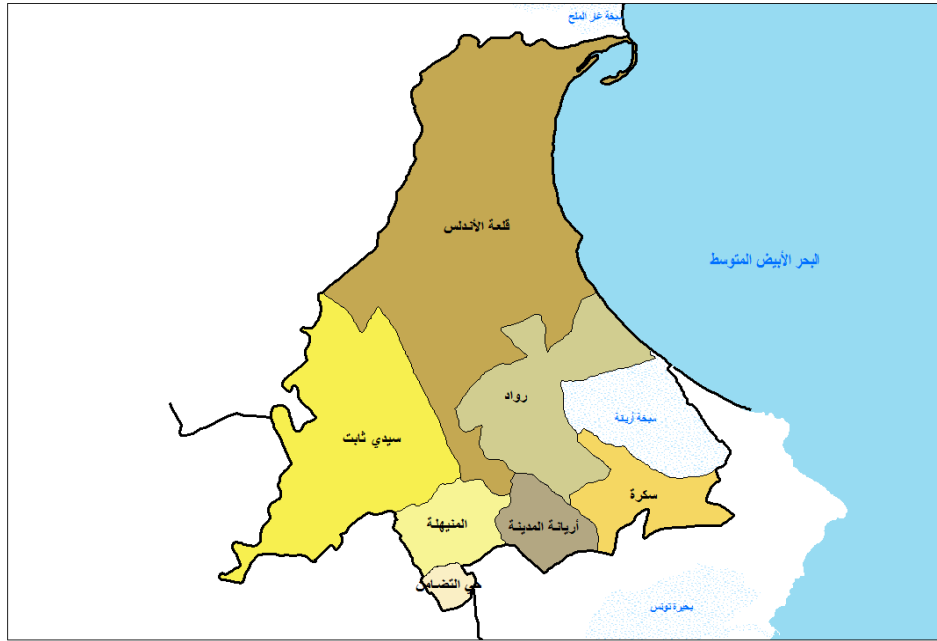 سبخة غار الملح
قلعة الأندلس
البحر الأبيض المتوسط
رواد
سبخة أريانة
سيدي ثابت
سكرة
المنيهلة
أريانة المدينة
حي التضامن
بحيرة تونس